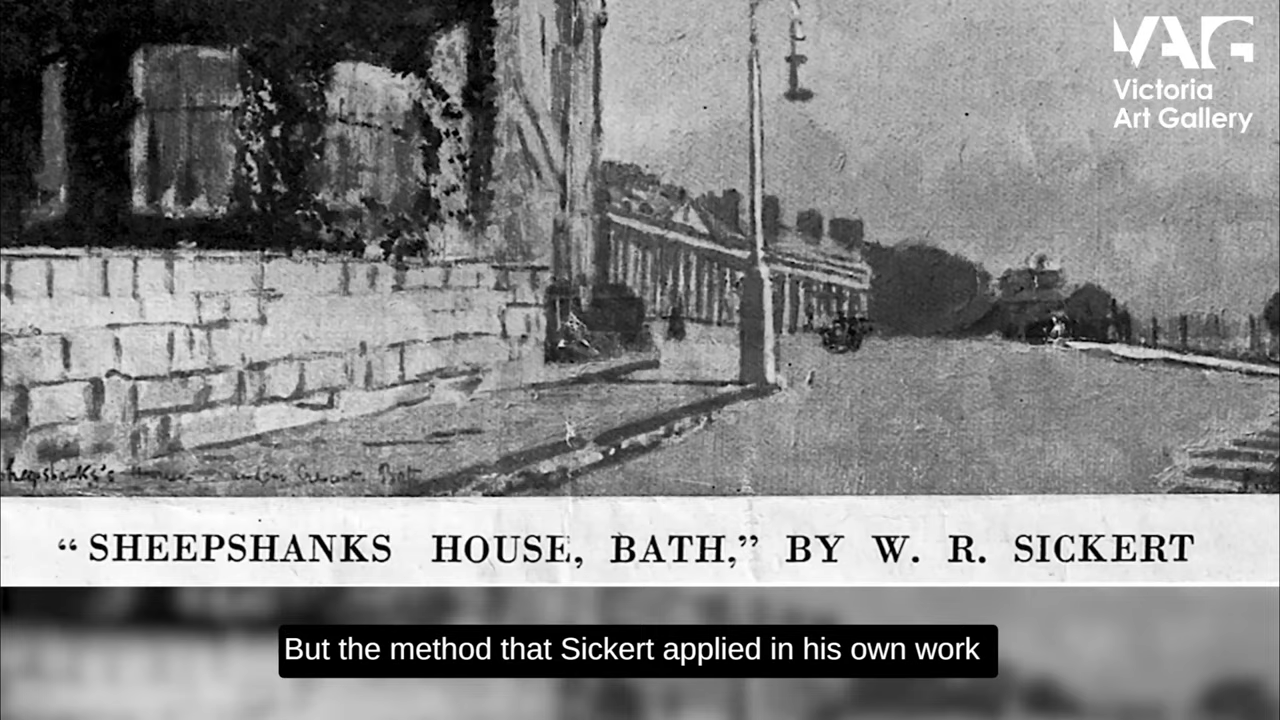 VAG
Victoria
Art Gallery
Bath
“SHEEPSHANKS HOUSE, BATH,” BY W. R. SICKERT
But the method that Sickert applied in his own work